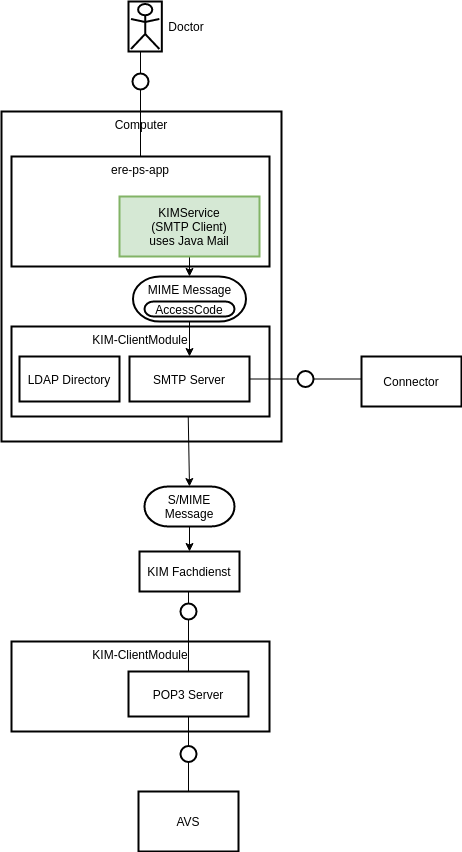 Doctor
Computer
ere-ps-app
KIMService
(SMTP Client)
uses Java Mail
MIME Message
AccessCode
KIM-ClientModule
LDAP Directory
SMTP Server
Connector
S/MIME
Message
KIM Fachdienst
KIM-ClientModule
POP3 Server
AVS